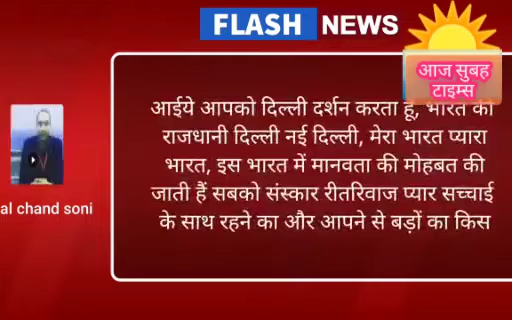 FLASH NEWS
आज सुबह
टाइम्स
आईये आपको दिल्ली दर्शन करता हूं, भारत की
राजधानी दिल्ली नई दिल्ली, मेरा भारत प्यारा
भारत, इस भारत में मानवता की मोहबत की
जाती हैं सबको संस्कार रीतरिवाज प्यार सच्चाई
के साथ रहने का और आपने से बड़ों का किस
al chand soni